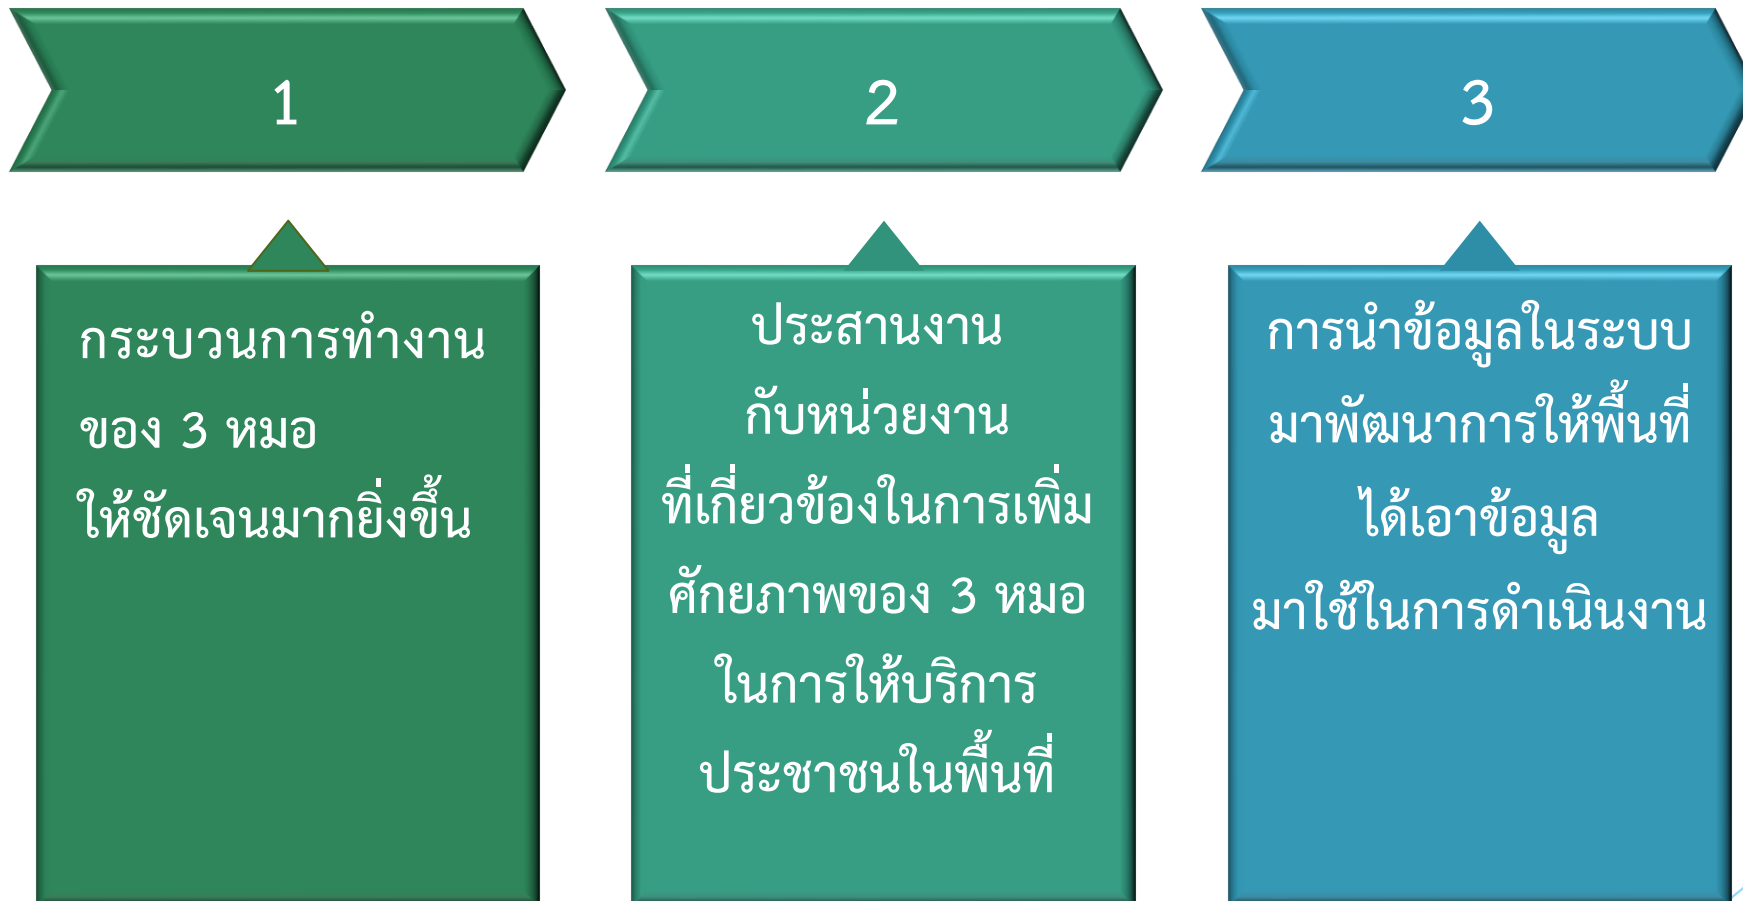 1
กระบวนการทำงาน
ของ 3 หมอ
ให้ชัดเจนมากยิ่งขึ้น
2
ประสานงาน
กับหน่วยงาน
ที่เกี่ยวข้องในการเพิ่ม
ศักยภาพของ 3 หมอ
ในการให้บริการ
ประชาชนในพื้นที่
3
การนำข้อมูลในระบบ
มาพัฒนาการให้พื้นที่
ได้เอาข้อมูล
มาใช้ในการดำเนินงาน